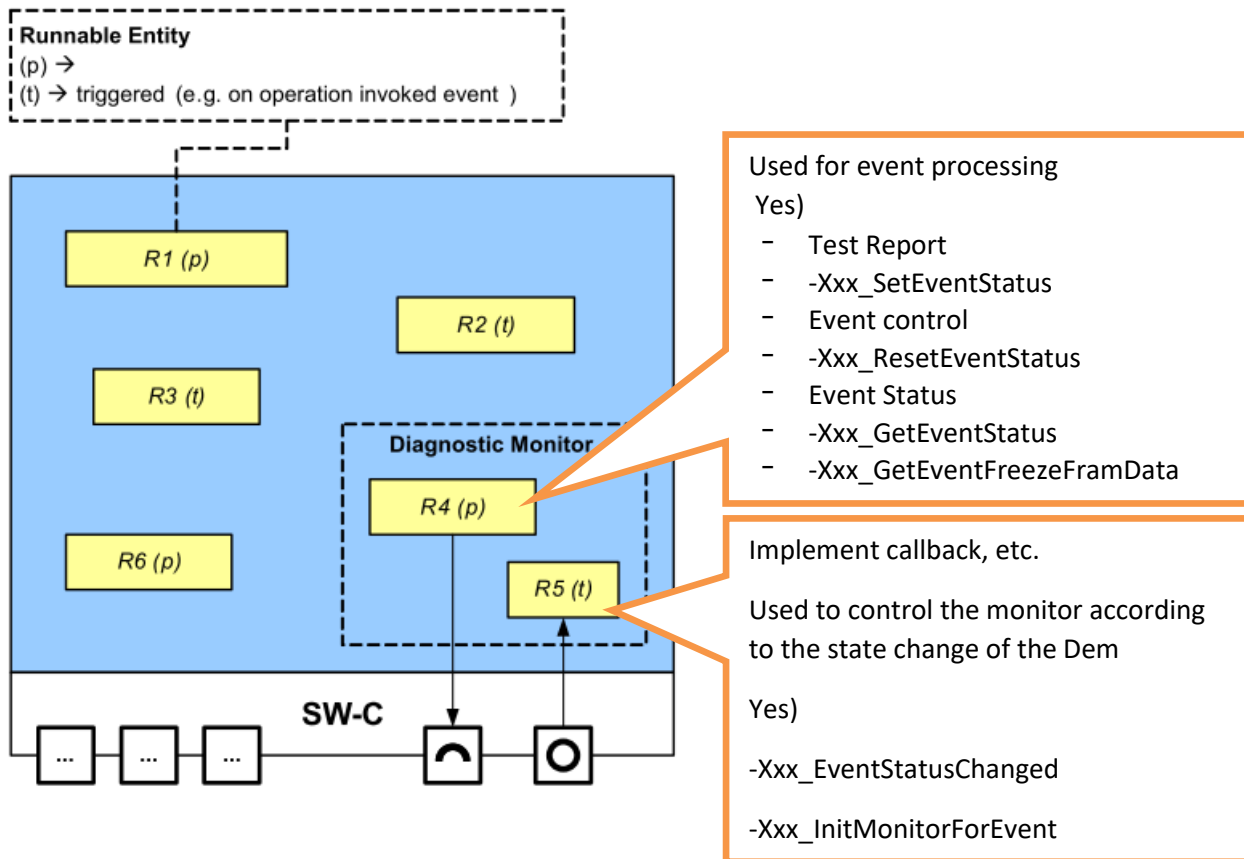 Runnable Entity
(p) →
(t) → triggered (e.g. on operation invoked event )
R1 (p)
R2 (t)
R3 (t)
Diagnostic Monitor
R4 (p)
R6 (p)
R5 (t)
SW-C
...
...
...
Used for event processing
Yes)
- Test Report
- -Xxx_SetEventStatus
- Event control
- -Xxx_ResetEventStatus
- Event Status
- -Xxx_GetEventStatus
- -Xxx_GetEventFreezeFramData
Implement callback, etc.
Used to control the monitor according
to the state change of the Dem
Yes)
-Xxx_EventStatusChanged
-Xxx_InitMonitorForEvent